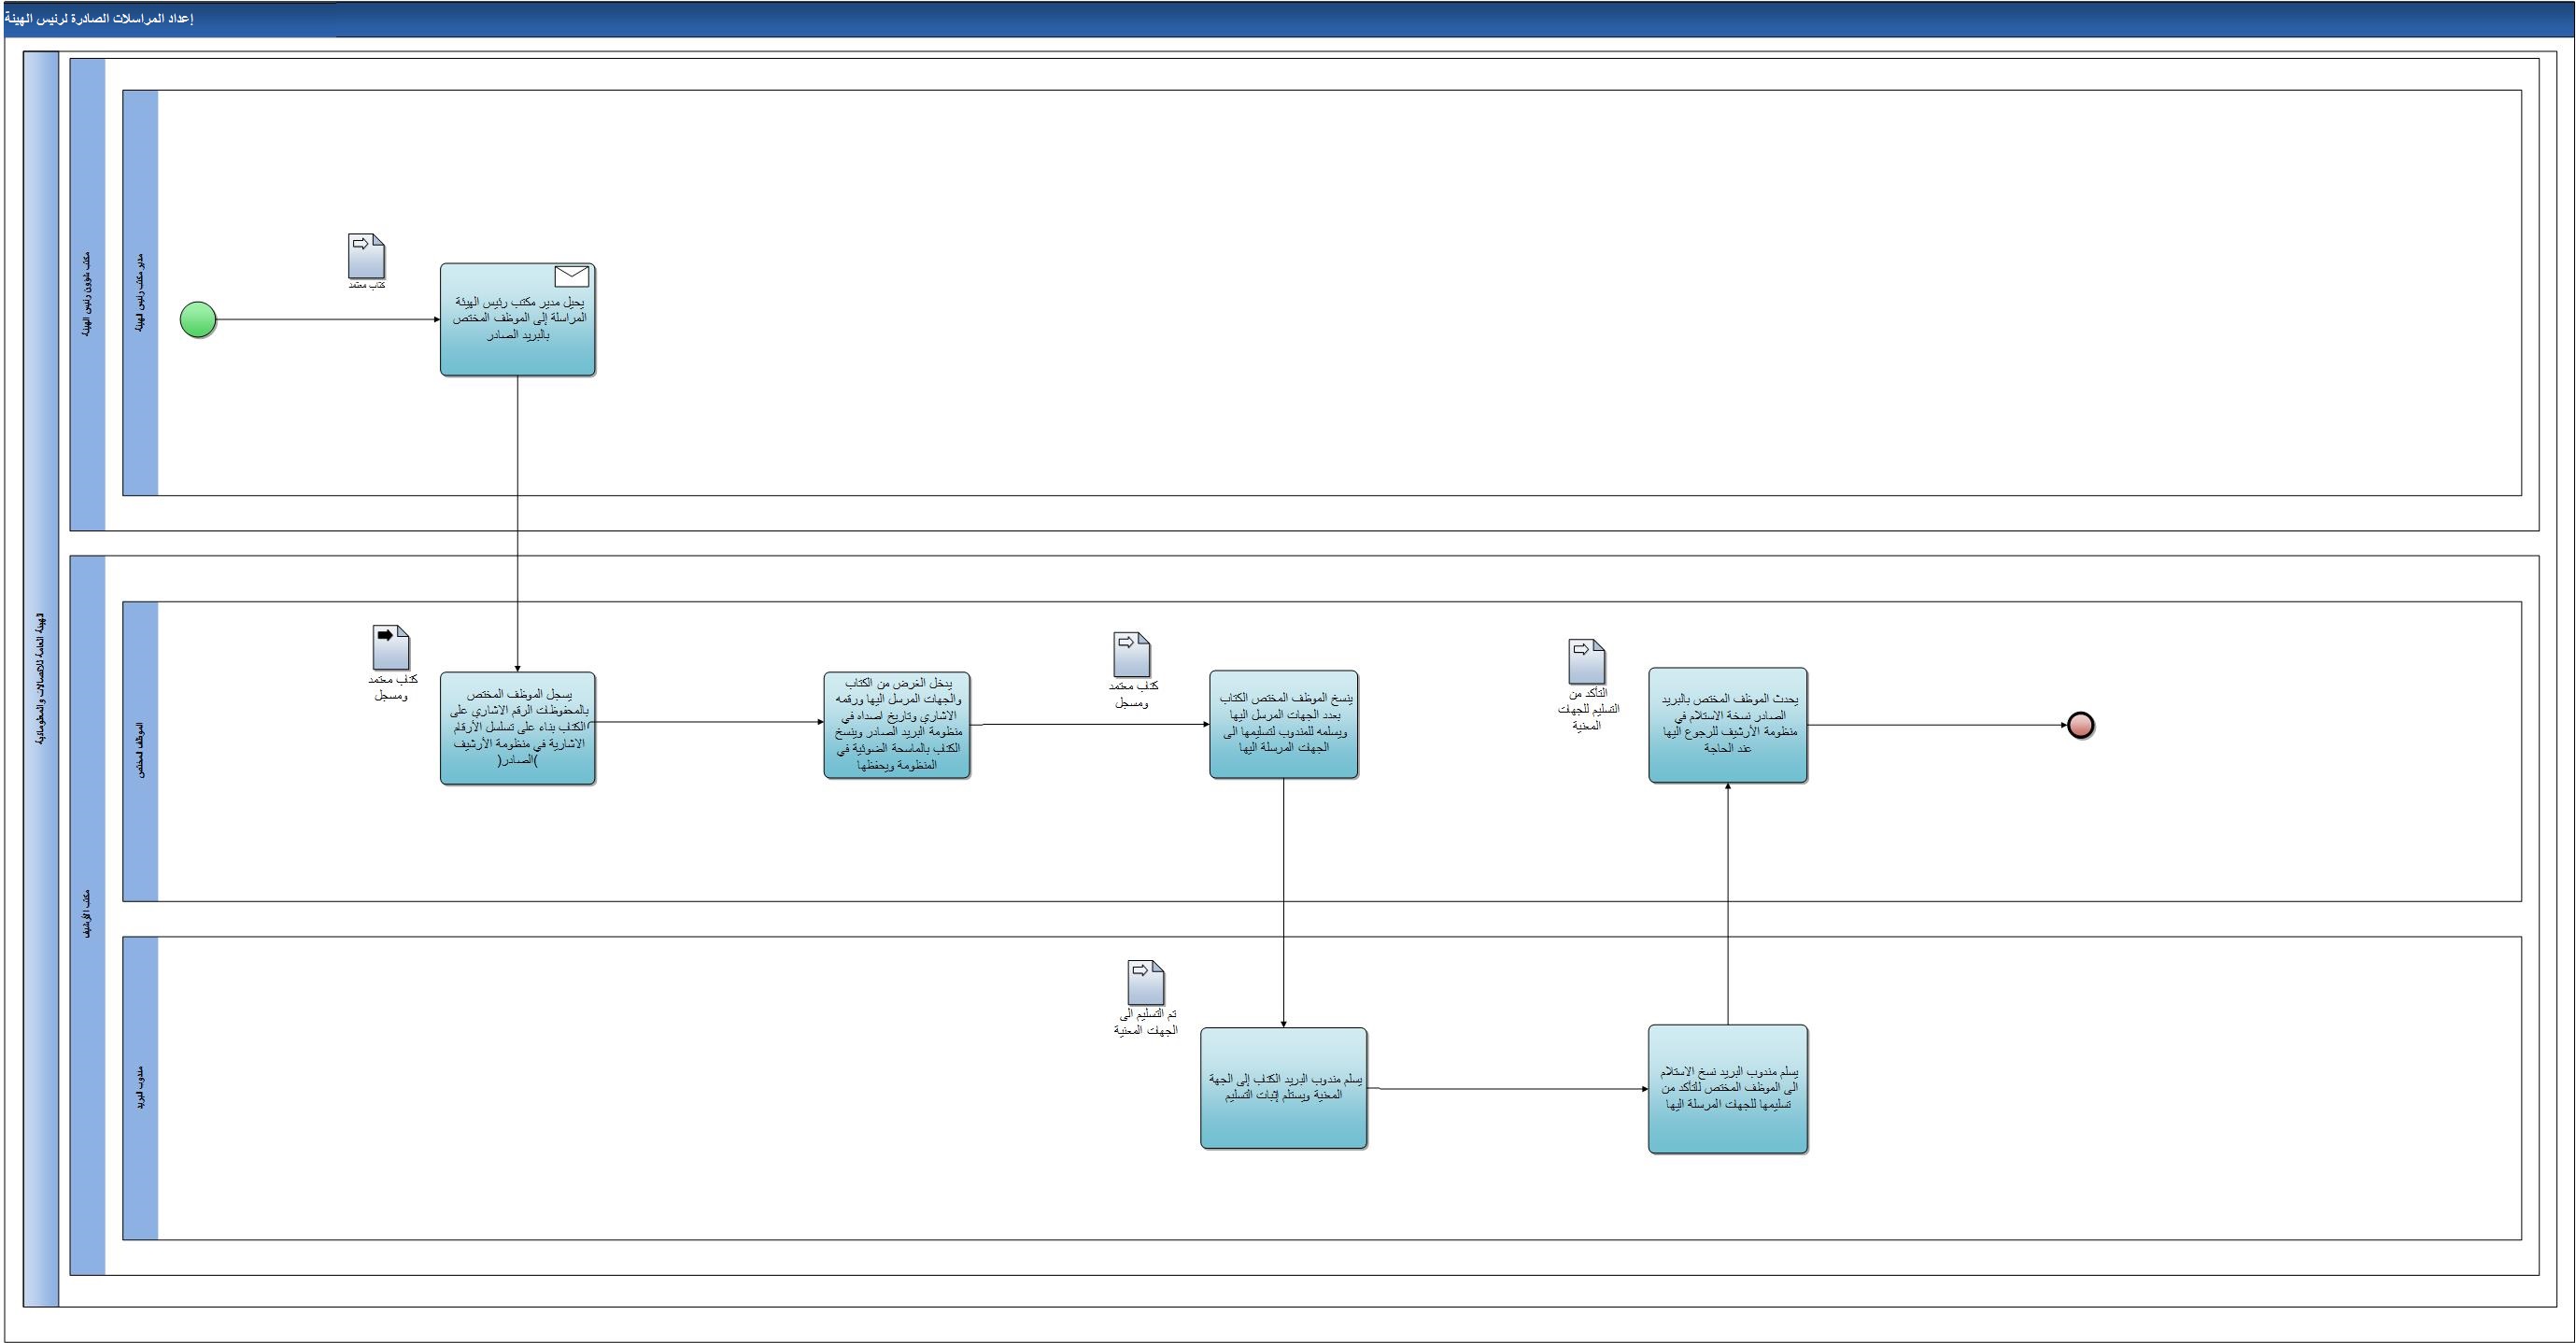 إعداد المراسلات الصادرة لرئيس الهيئة
الهيئة العامة للاتصالات والمعلوماتية
مكتب شؤون رئيس الهيئة
مدير مكتب رئيس الهيئة
كتاب معتمد
يحيل مدير مكتب رئيس الهيئة
المراسلة إلى الموظف المختص
بالبريد الصادر
مكتب الأرشيف
الموظف المختص
كتاب معتمد
ومسجل
يسجل الموظف المختص
بالمحفوظات الرقم الاشاري على
الكتاب بناء على تسلسل الأرقام
الاشارية في منظومة الأرشيف
)الصادر(
يدخل الغرض من الكتاب
والجهات المرسل اليها ورقمه
الاشاري وتاريخ اصداه في
منظومة البريد الصادر وينسخ
الكتاب بالماسحة الضوئية في
المنظومة ويحفظها
كتاب معتمد
ومسجل
ينسخ الموظف المختص الكتاب
بعدد الجهات المرسل اليها
ويسلمه للمندوب لتسليمها الى
الجهات المرسلة اليها
التأكد من
التسليم للجهات
المعنية
يحدث الموظف المختص بالبريد
الصادر نسخة الاستلام في
منظومة الأرشيف للرجوع اليها
عند الحاجة
مندوب البريد
تم التسليم الى
الجهات المعنية
يسلم مندوب البريد الكتاب إلى الجهة
المعنية ويستلم إثبات التسليم
يسلم مندوب البريد نسخ الاستلام
الى الموظف المختص للتأكد من
تسليمها للجهات المرسلة اليها